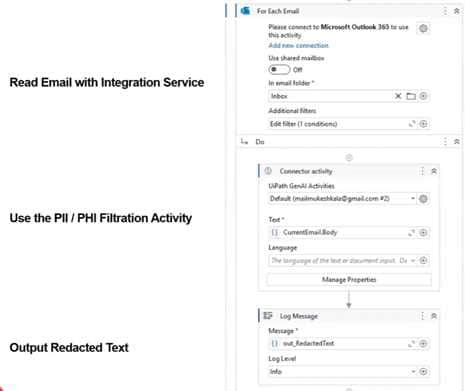 For Each Email
Please connect to Microsoft Outlook 365 to use
this activity
Add new connection
Use shared mailbox
Off
Read Email with Integration Service
In email folder *
Inbox
Additional filters
Edit filter (1 conditions)
Do
Connector activity
UiPath GenAI Activities
Default (mailmukeshkala@gmail.com #2)
Use the PII / PHI Filtration Activity
Text *
CurrentEmail.Body
Language
The language of the text or document input. De
Manage Properties
Log Message
Message *
Output Redacted Text
out_RedactedText
Log Level
Info